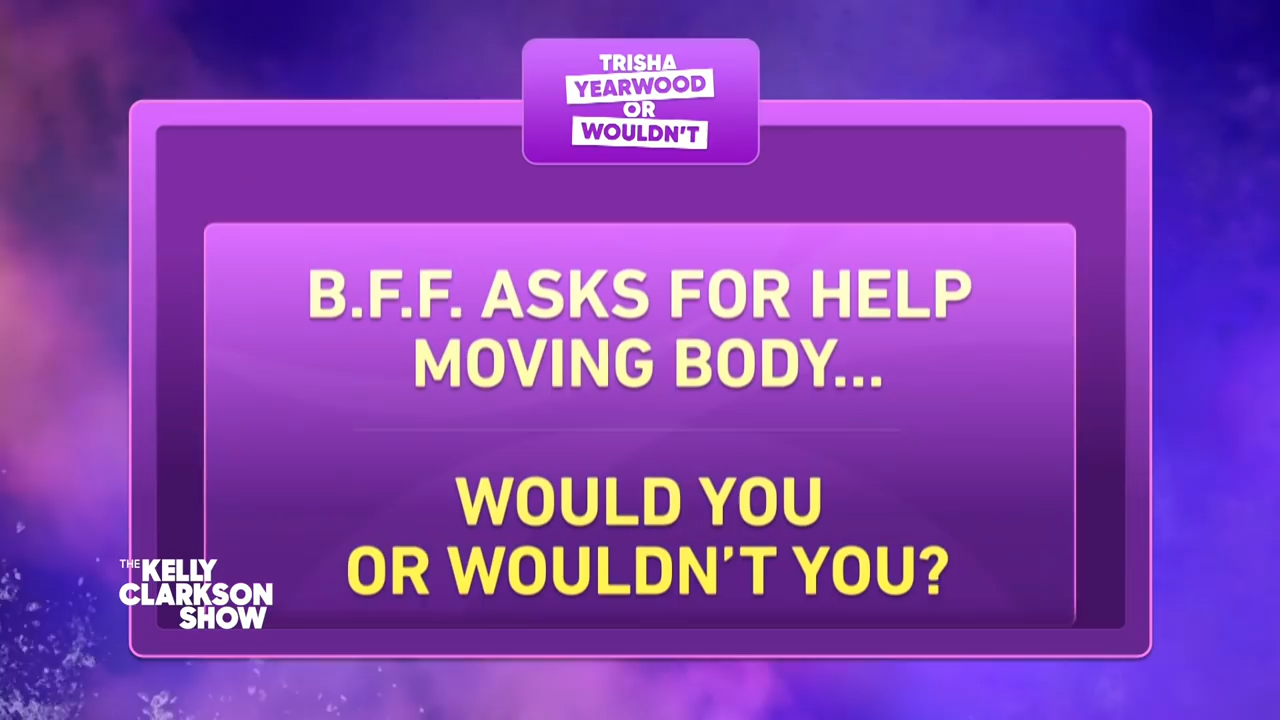 TRISHA
YEARWOOD
OR
WOULDN'T
B.F.F. ASKS FOR HELP
MOVING BODY...
WOULD YOU
OR WOULDN'T YOU?
THE KELLY
CLARKSON
SHOW